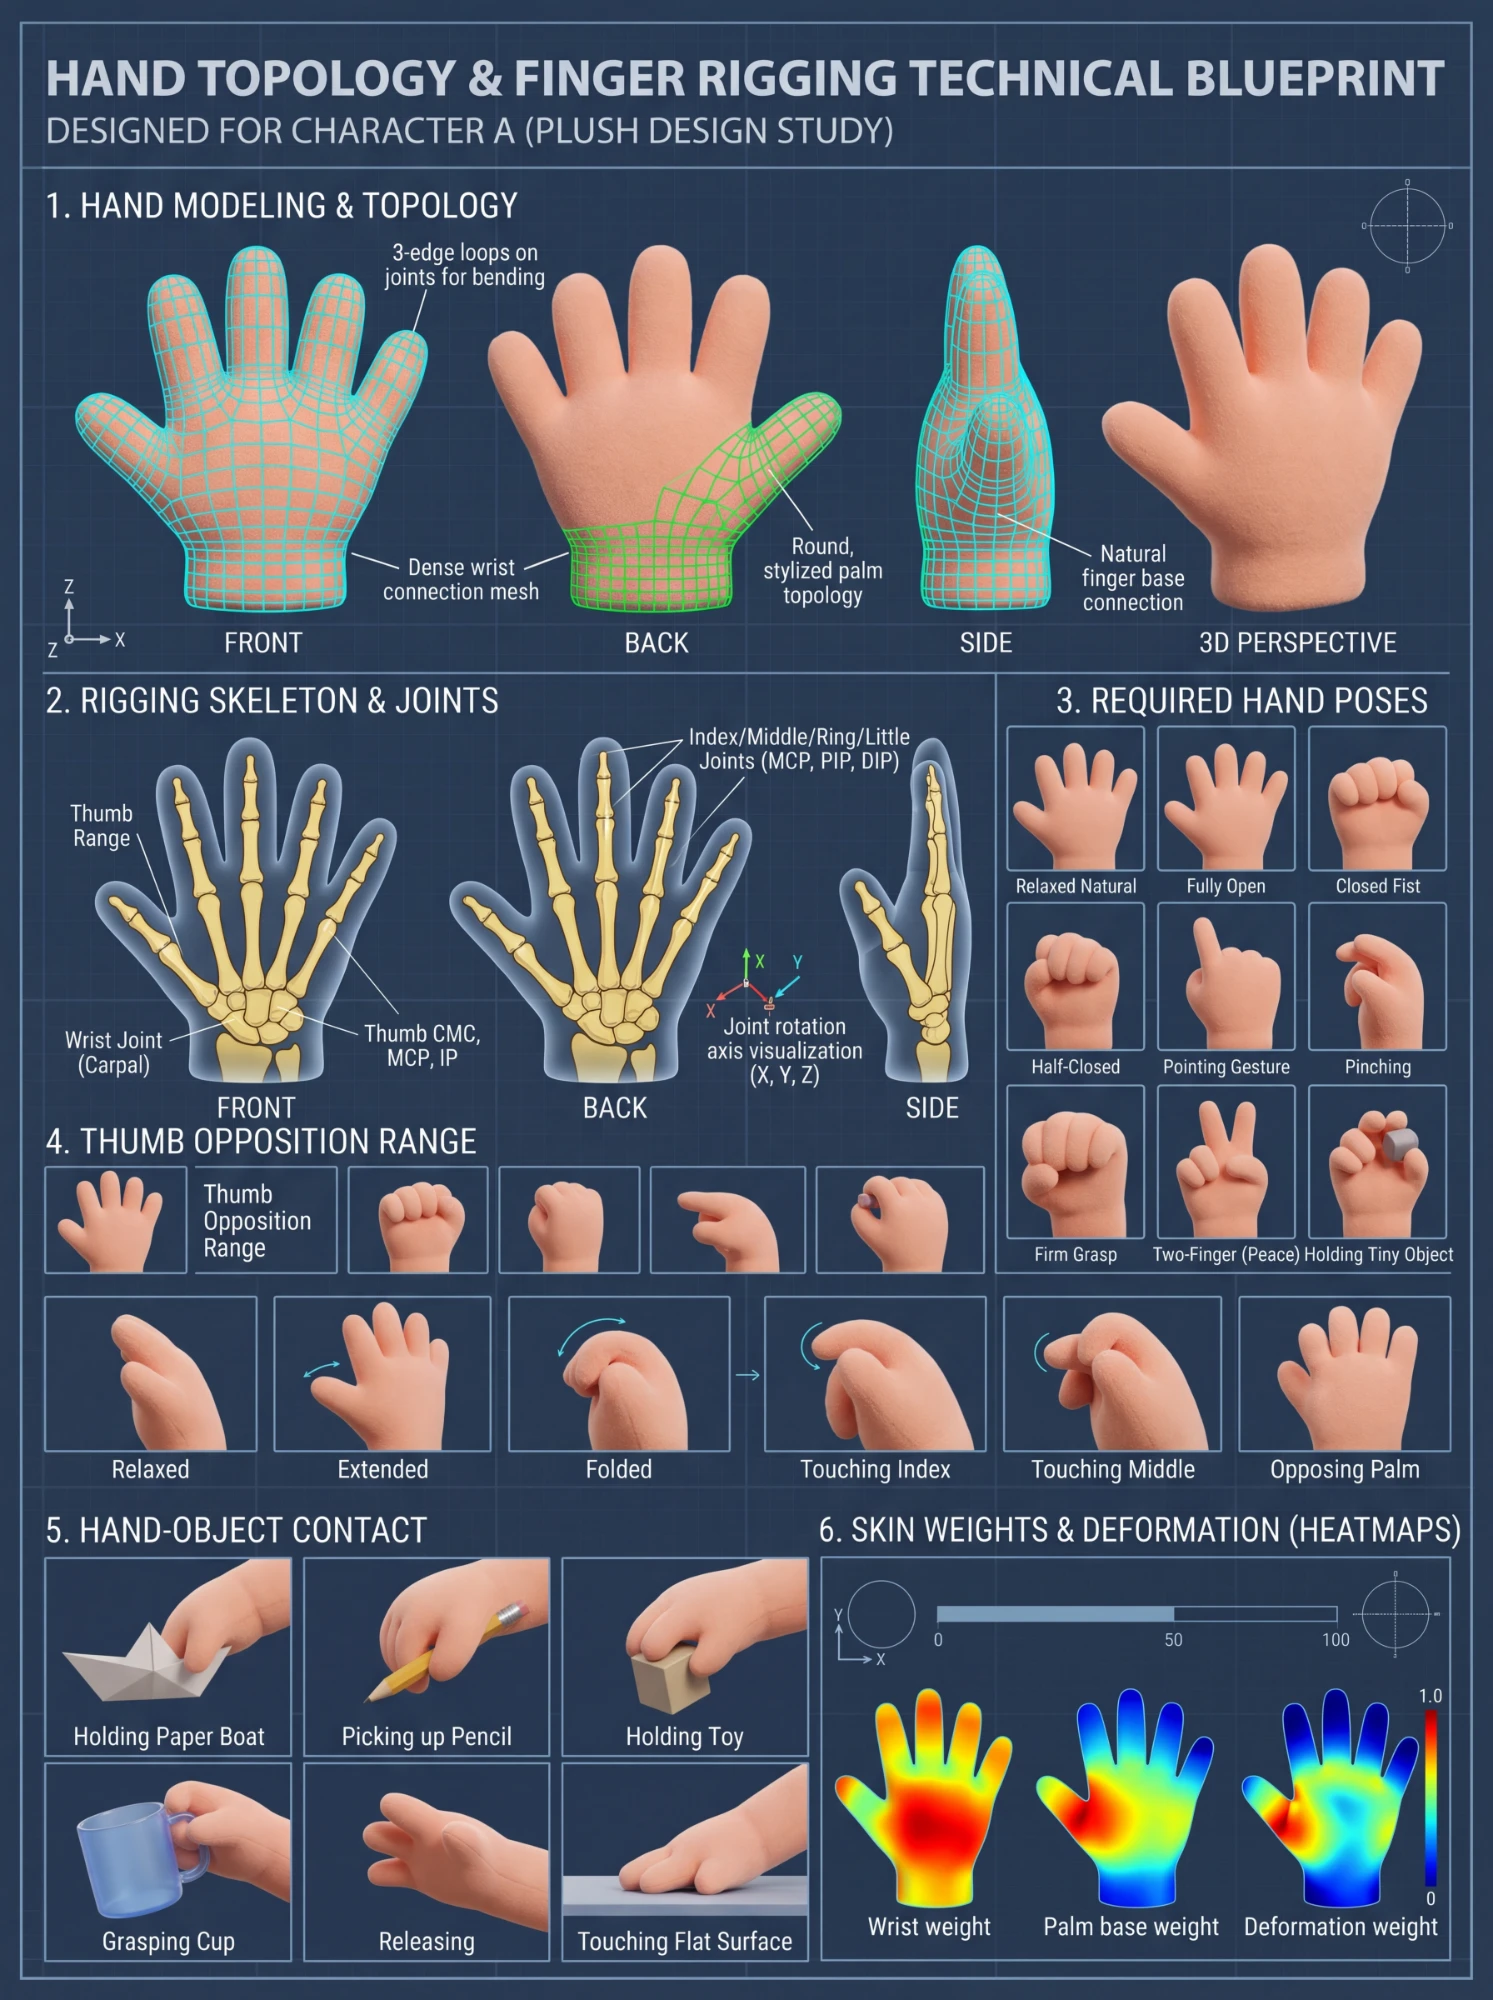 HAND TOPOLOGY & FINGER RIGGING TECHNICAL BLUEPRINT
DESIGNED FOR CHARACTER A (PLUSH DESIGN STUDY)
1. HAND MODELING & TOPOLOGY
3-edge loops on
joints for bending
Dense wrist
connection mesh
Round,
stylized palm
topology
Natural
finger base
connection
Z
X
Z
FRONT
BACK
SIDE
3D PERSPECTIVE
2. RIGGING SKELETON & JOINTS
Index/Middle/Ring/Little
Joints (MCP, PIP, DIP)
Thumb
Range
Wrist Joint
(Carpal)
Thumb CMC,
MCP, IP
X
Y
X
Joint rotation
axis visualization
(X, Y, Z)
FRONT
BACK
SIDE
3. REQUIRED HAND POSES
Relaxed Natural
Fully Open
Closed Fist
Half-Closed
Pointing Gesture
Pinching
Firm Grasp
Two-Finger (Peace)
Holding Tiny Object
4. THUMB OPPOSITION RANGE
Thumb
Opposition
Range
Relaxed
Extended
Folded
Touching Index
Touching Middle
Opposing Palm
5. HAND-OBJECT CONTACT
Holding Paper Boat
Picking up Pencil
Holding Toy
Grasping Cup
Releasing
Touching Flat Surface
6. SKIN WEIGHTS & DEFORMATION (HEATMAPS)
Y
X
0
50
100
1.0
0
Wrist weight
Palm base weight
Deformation weight